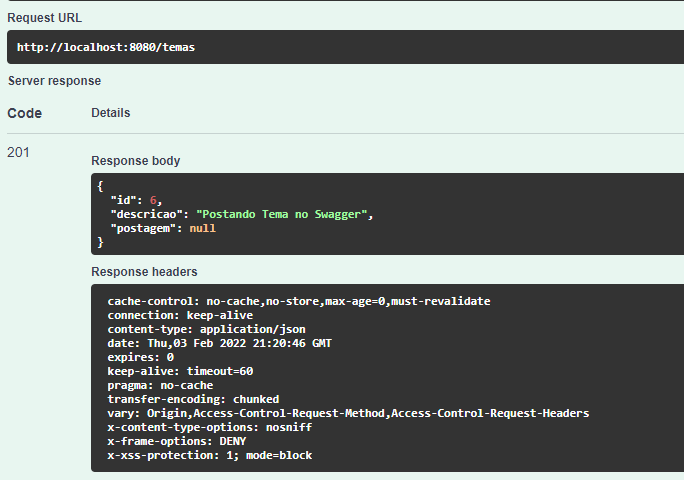 Request URL
http://localhost:8080/temas
Server response
Code Details
201
Response body
{
"id": 6,
"descricao": "Postando Tema no Swagger",
"postagem": null
}
Response headers
cache-control: no-cache,no-store,max-age=0,must-revalidate
connection: keep-alive
content-type: application/json
date: Thu,03 Feb 2022 21:20:46 GMT
expires: 0
keep-alive: timeout=60
pragma: no-cache
transfer-encoding: chunked
vary: Origin,Access-Control-Request-Method,Access-Control-Request-Headers
x-content-type-options: nosniff
x-frame-options: DENY
x-xss-protection: 1; mode=block